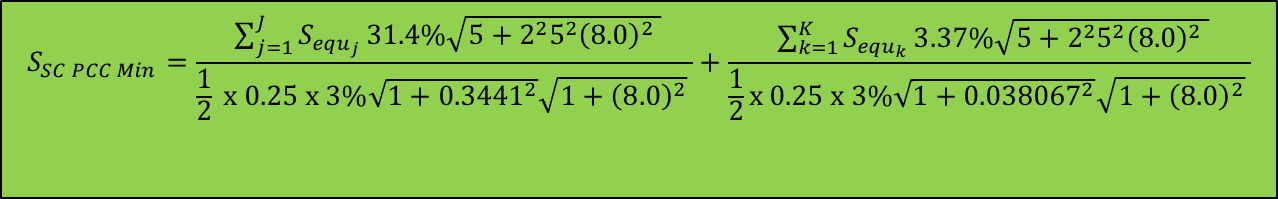 S_{SC PCC Min} = \frac{\sum_{j=1}^{J} S_{equ_j} 31.4\% \sqrt{5 + 2^2 5^2 (8.0)^2}}{\frac{1}{2} x 0.25 x 3\% \sqrt{1 + 0.3441^2} \sqrt{1 + (8.0)^2}} + \frac{\sum_{k=1}^{K} S_{equ_k} 3.37\% \sqrt{5 + 2^2 5^2 (8.0)^2}}{\frac{1}{2} x 0.25 x 3\% \sqrt{1 + 0.038067^2} \sqrt{1 + (8.0)^2}}